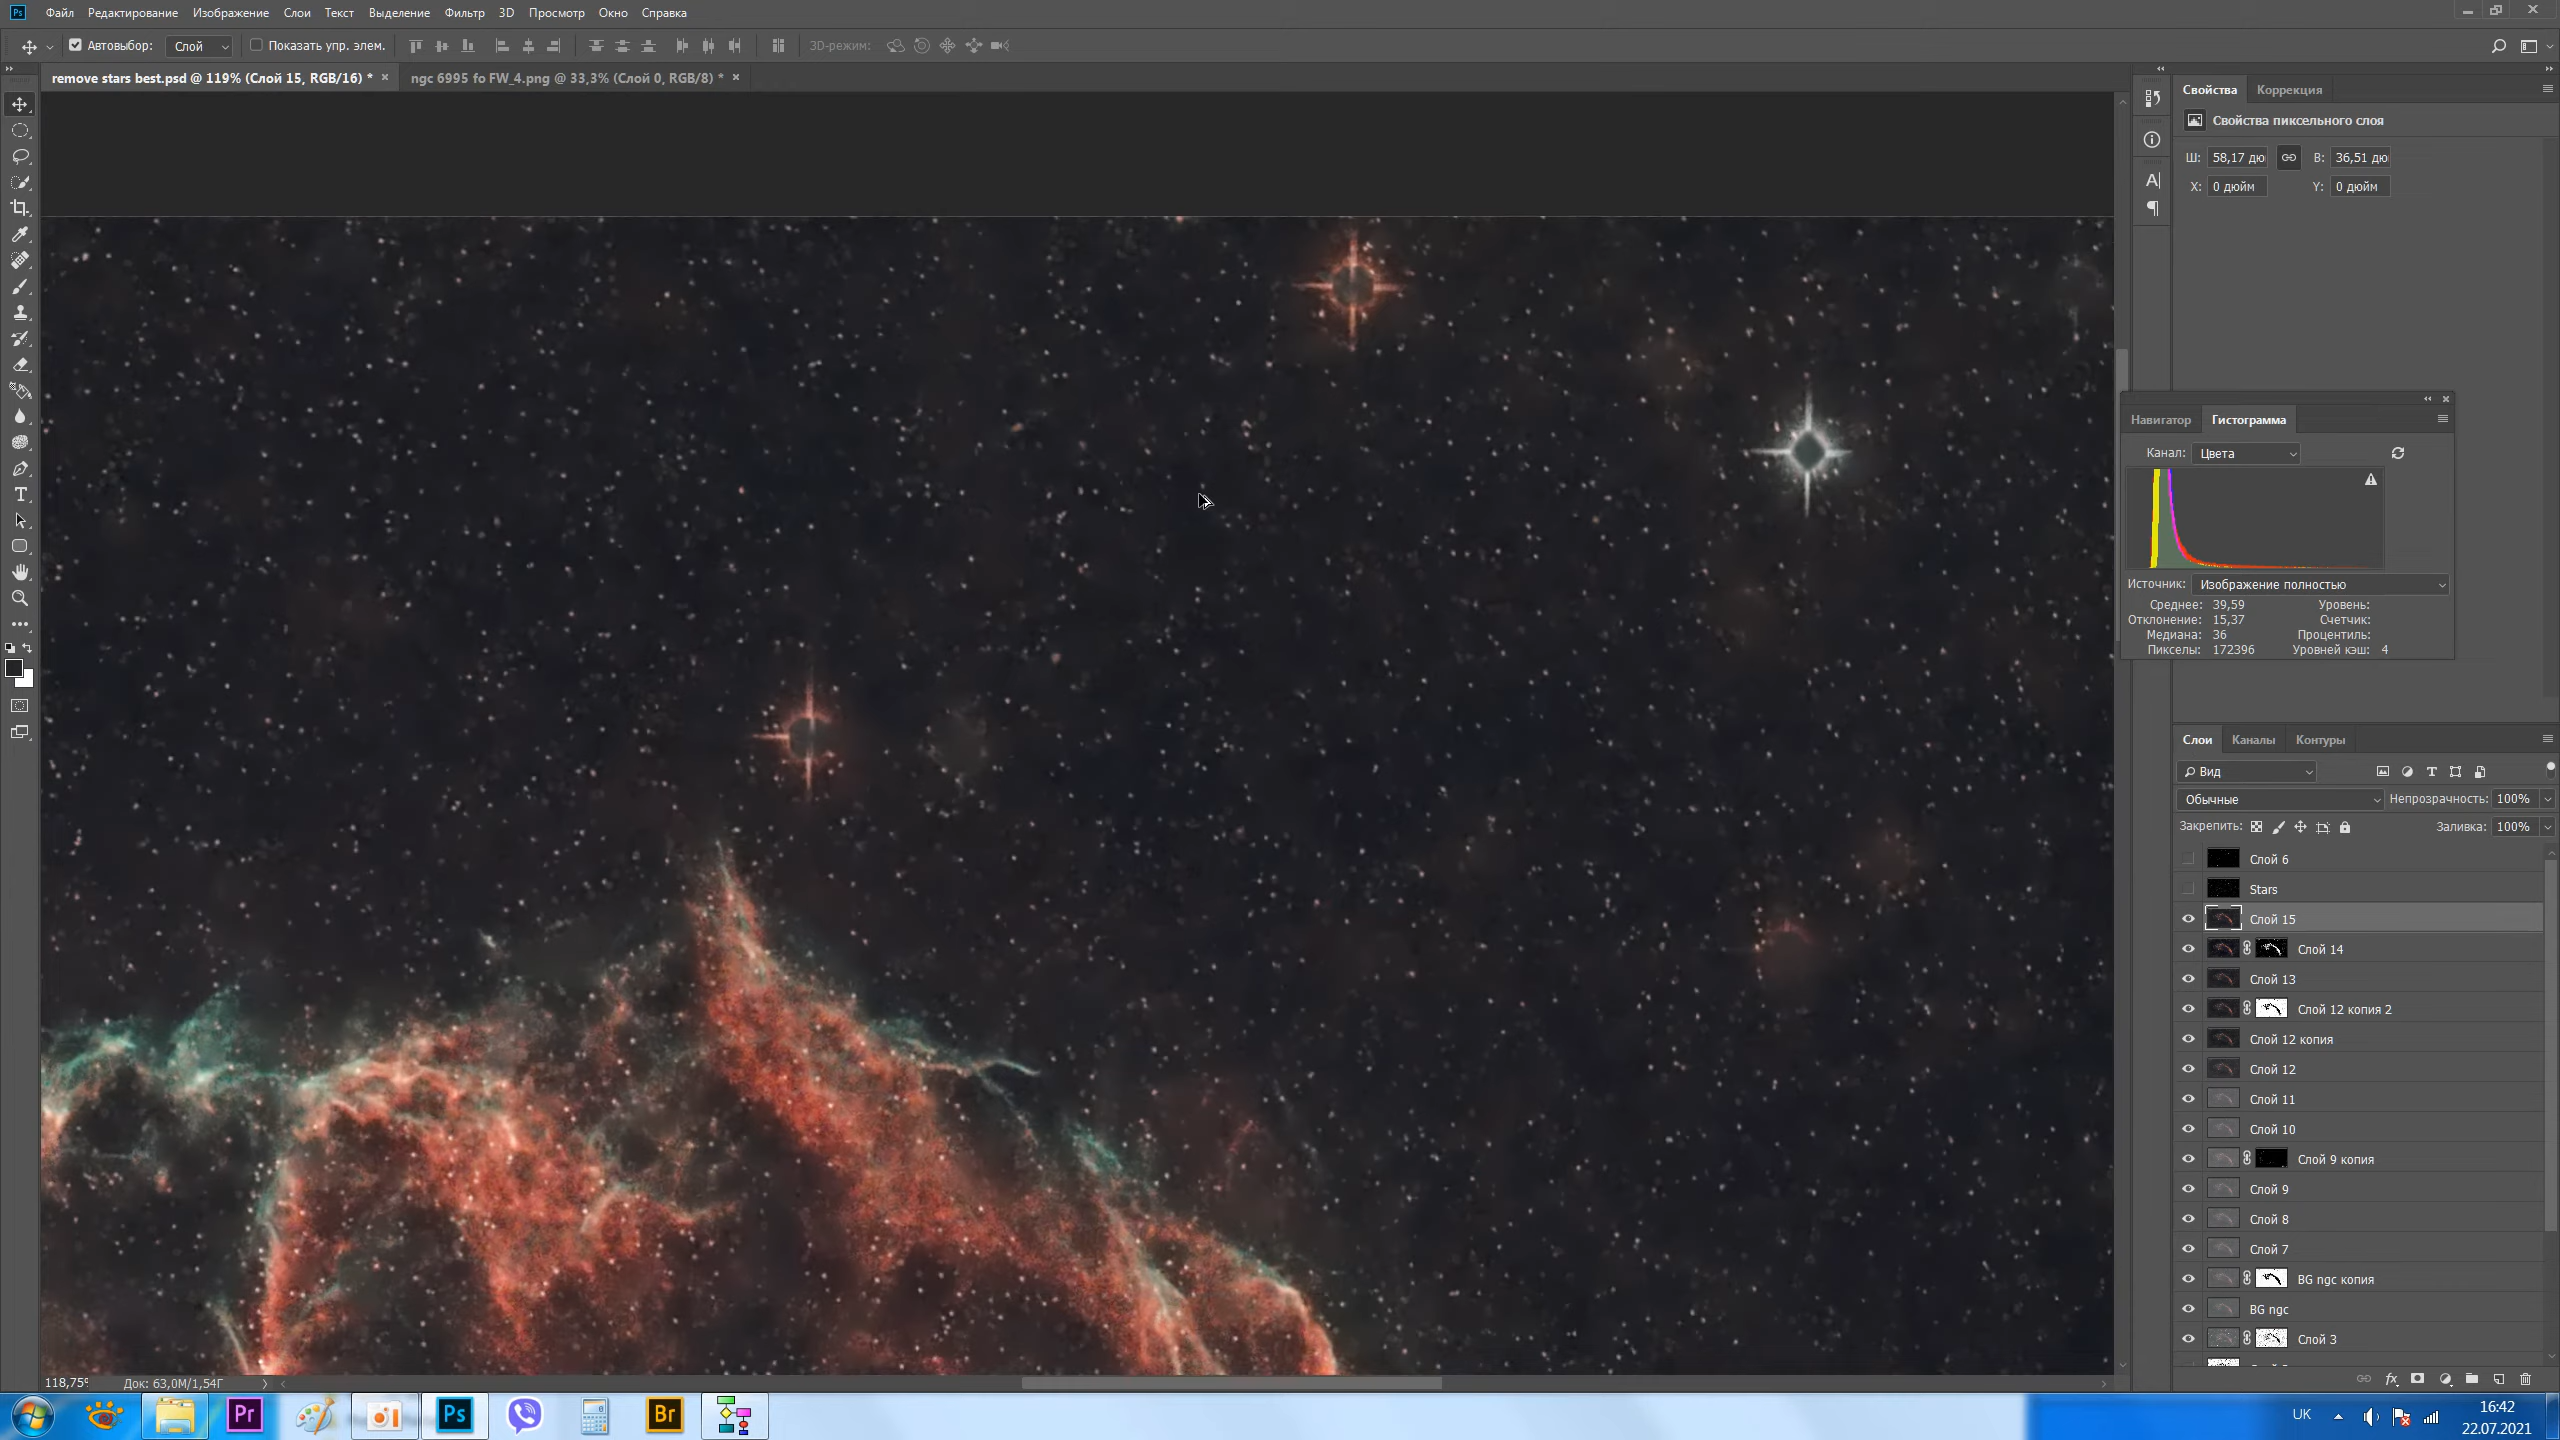 Ps Файл Редактирование Изображение Слои Текст Выделение Фильтр 3D Просмотр Окно Справка
Автовыбор: Слой Показать упр. элем. 3D-режим:
remove stars best.psd @ 119% (Слой 15, RGB/16) * × ngc 6995 fo FW_4.png @ 33,3% (Слой 0, RGB/8) * ×
Свойства Коррекция
Свойства пиксельного слоя
Ш: 58,17 дю В: 36,51 дю
X: 0 дюйм Y: 0 дюйм
Навигатор Гистограмма
Канал: Цвета
Источник: Изображение полностью
Среднее: 39,59 Уровень:
Отклонение: 15,37 Счетчик:
Медиана: 36 Процентиль:
Пикселы: 172396 Уровней кэш: 4
Слои Каналы Контуры
Вид
Обычные Непрозрачность: 100%
Закрепить: Заливка: 100%
Слой 6
Stars
Слой 15
Слой 14
Слой 13
Слой 12 копия 2
Слой 12 копия
Слой 12
Слой 11
Слой 10
Слой 9 копия
Слой 9
Слой 8
Слой 7
BG ngc копия
BG ngc
Слой 3
118,75% Док: 63,0M/1,54Г
Pr Ps Br UK 16:42
22.07.2021